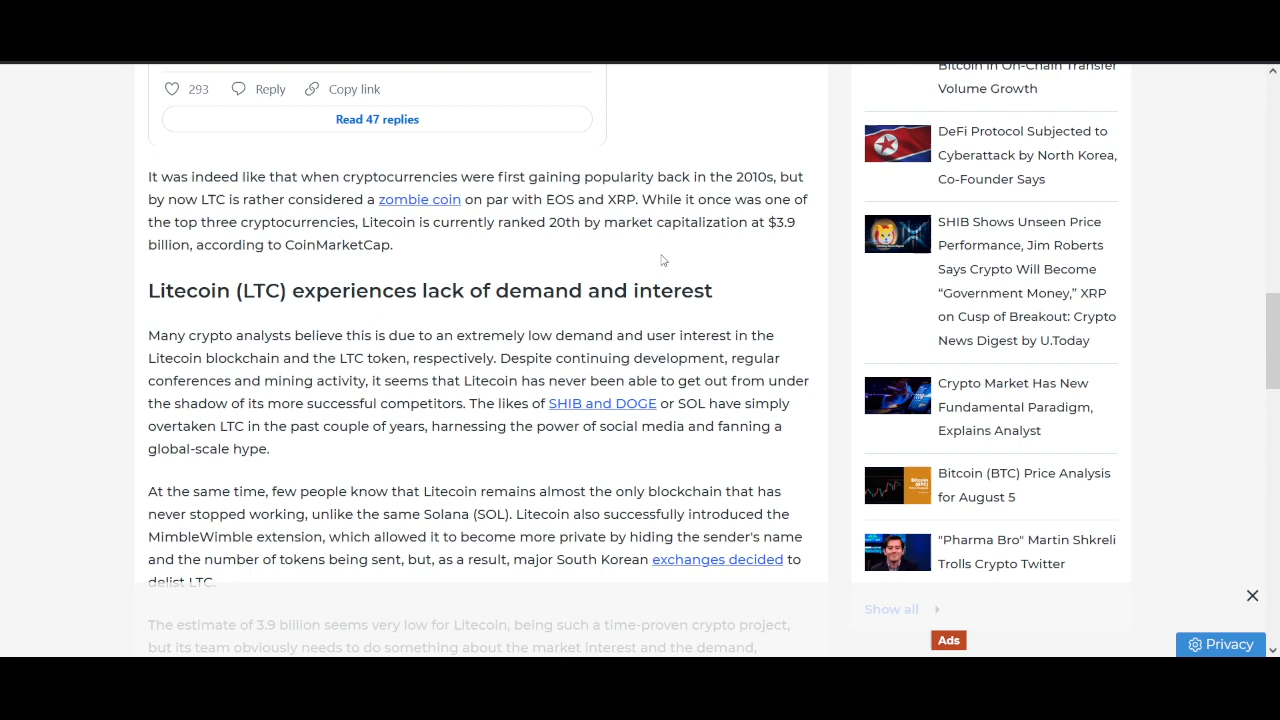 293 Reply Copy link
Read 47 replies
It was indeed like that when cryptocurrencies were first gaining popularity back in the 2010s, but
by now LTC is rather considered a zombie coin on par with EOS and XRP. While it once was one of
the top three cryptocurrencies, Litecoin is currently ranked 20th by market capitalization at $3.9
billion, according to CoinMarketCap.
Litecoin (LTC) experiences lack of demand and interest
Many crypto analysts believe this is due to an extremely low demand and user interest in the
Litecoin blockchain and the LTC token, respectively. Despite continuing development, regular
conferences and mining activity, it seems that Litecoin has never been able to get out from under
the shadow of its more successful competitors. The likes of SHIB and DOGE or SOL have simply
overtaken LTC in the past couple of years, harnessing the power of social media and fanning a
global-scale hype.
At the same time, few people know that Litecoin remains almost the only blockchain that has
never stopped working, unlike the same Solana (SOL). Litecoin also successfully introduced the
MimbleWimble extension, which allowed it to become more private by hiding the sender's name
and the number of tokens being sent, but, as a result, major South Korean exchanges decided to
delist LTC.
The estimate of 3.9 billion seems very low for Litecoin, being such a time-proven crypto project,
but its team obviously needs to do something about the market interest and the demand,
Bitcoin in On-Chain Transfer
Volume Growth
DeFi Protocol Subjected to
Cyberattack by North Korea,
Co-Founder Says
SHIB Shows Unseen Price
Performance, Jim Roberts
Says Crypto Will Become
“Government Money,” XRP
on Cusp of Breakout: Crypto
News Digest by U.Today
Crypto Market Has New
Fundamental Paradigm,
Explains Analyst
Bitcoin (BTC) Price Analysis
for August 5
"Pharma Bro" Martin Shkreli
Trolls Crypto Twitter
Show all
Ads
Privacy